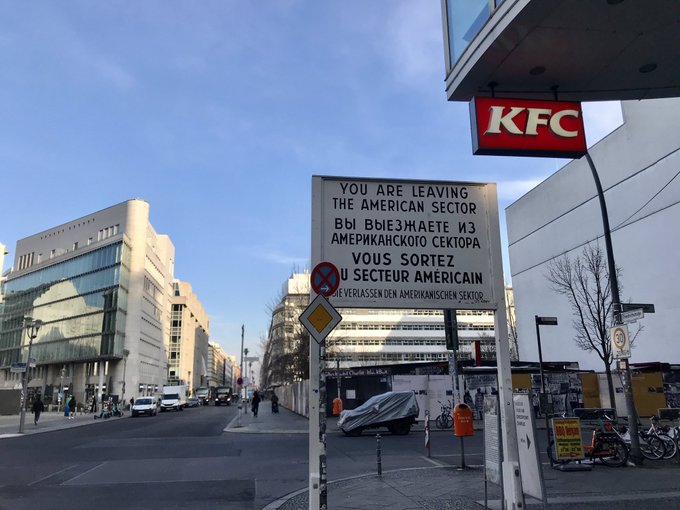 KFC
YOU ARE LEAVING
THE AMERICAN SECTOR
ВЫ ВЫЕЗЖАЕТЕ ИЗ
АМЕРИКАНСКОГО СЕКТОРА
VOUS SORTEZ
U SECTEUR AMÉRICAIN
SIE VERLASSEN DEN AMERIKANISCHEN SEKTOR
30